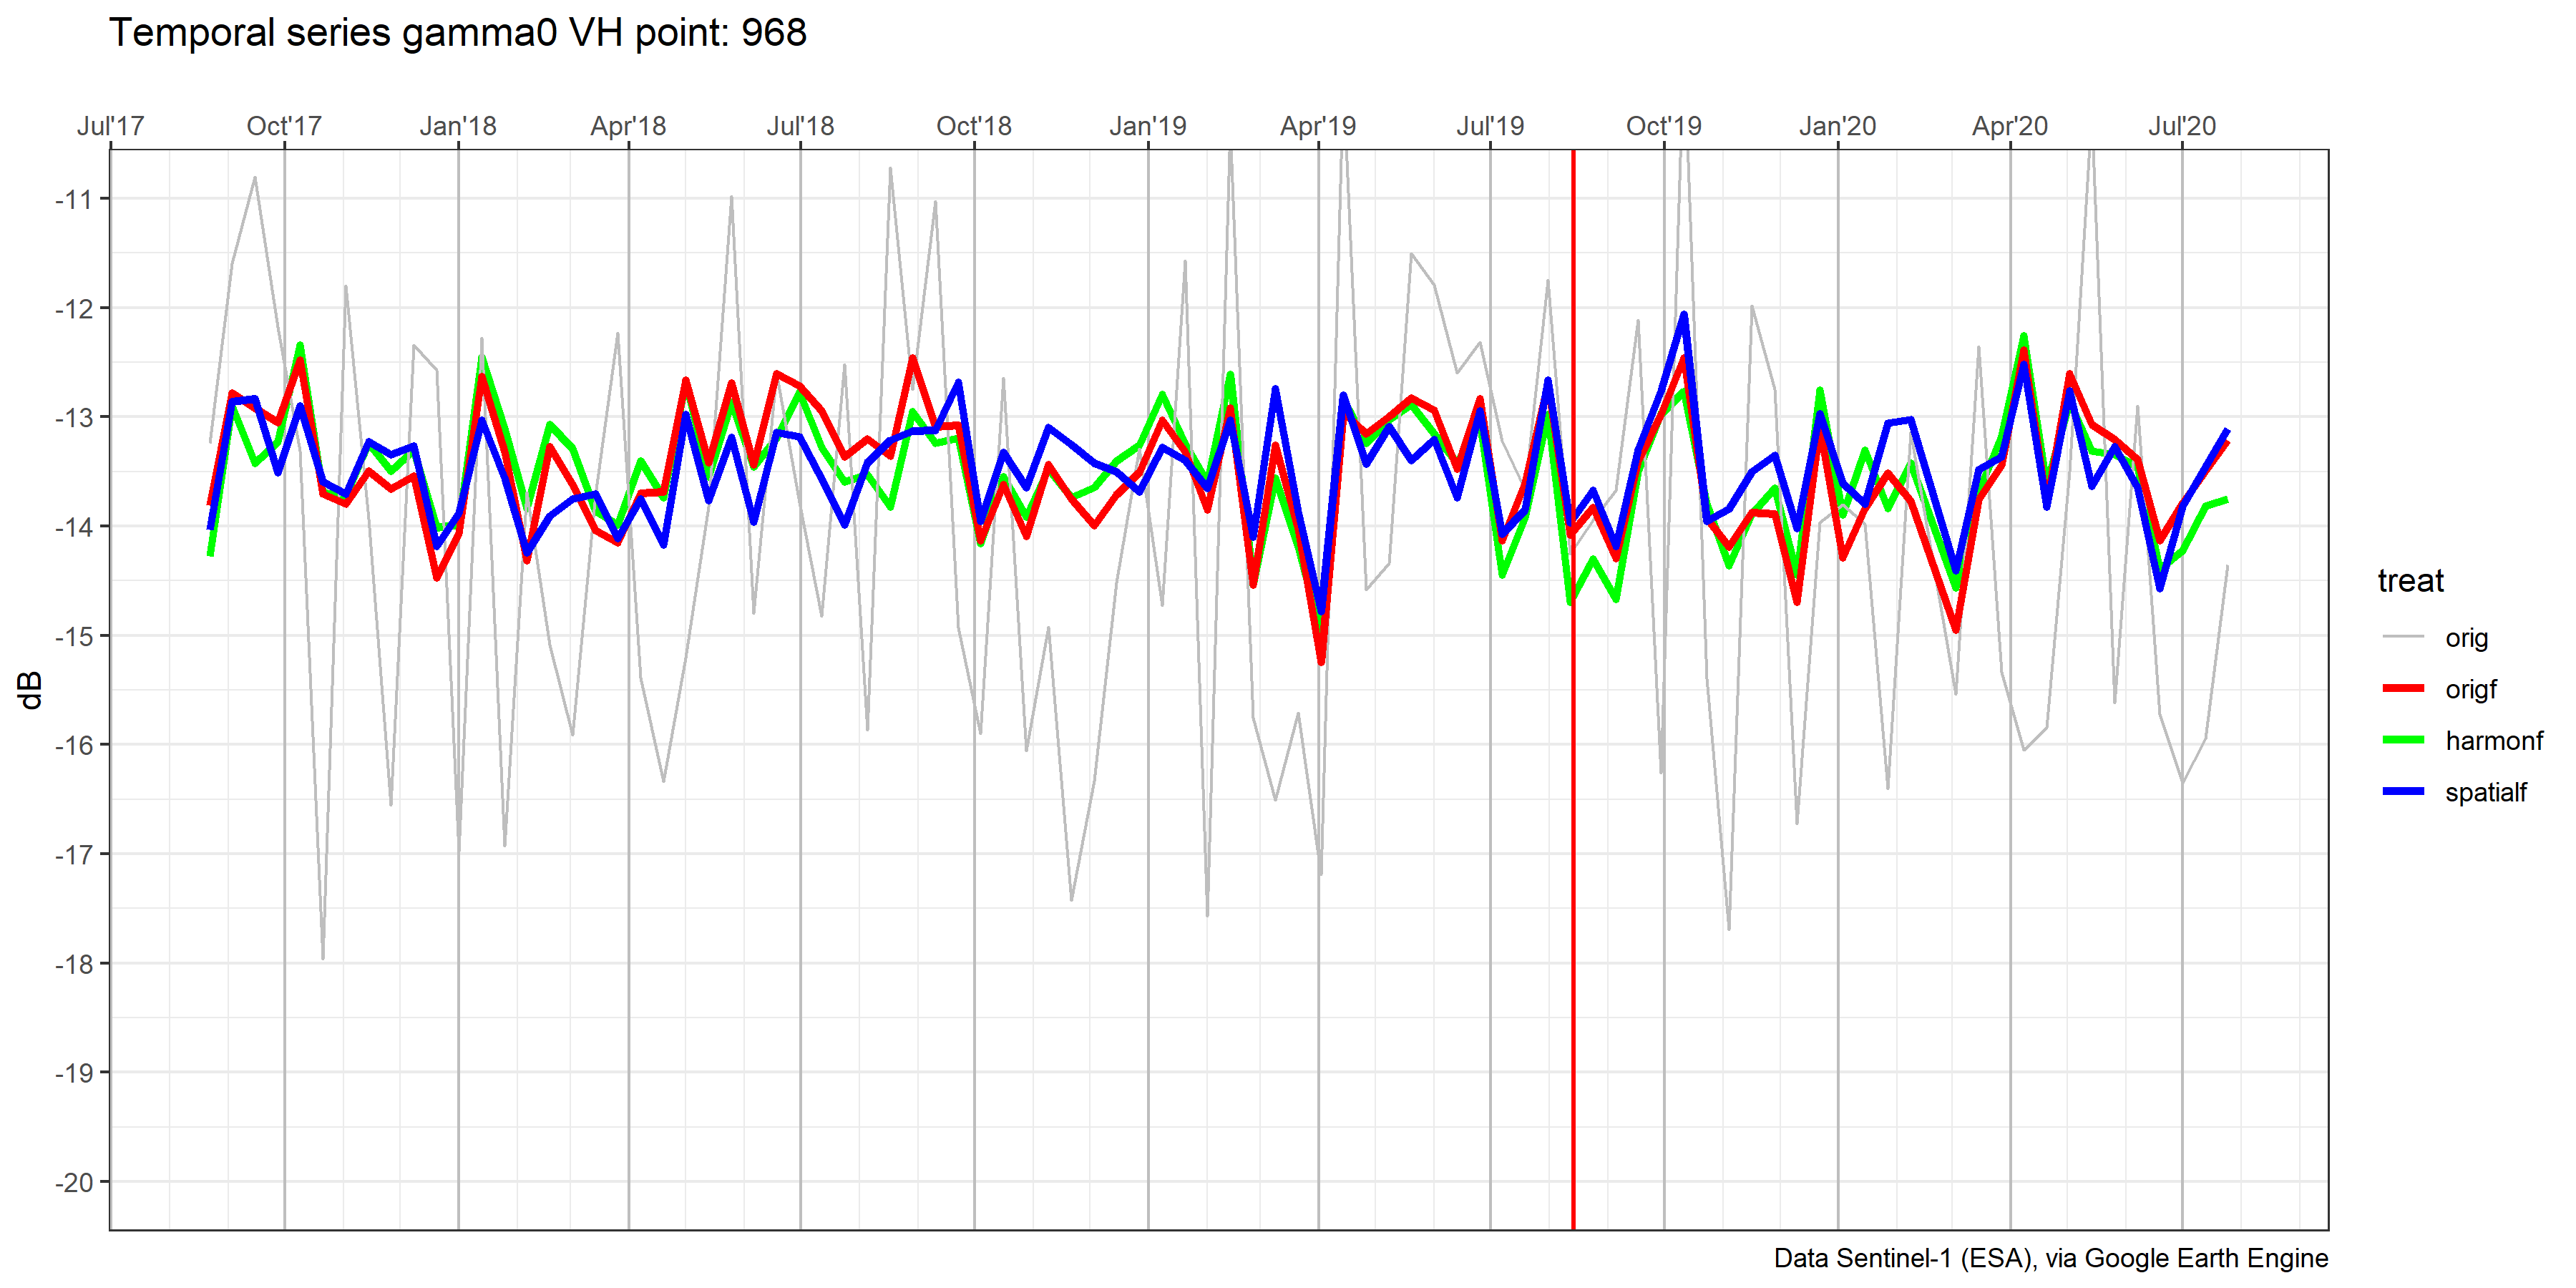 Temporal series gamma0 VH point: 968
Jul'17 Oct'17 Jan'18 Apr'18 Jul'18 Oct'18 Jan'19 Apr'19 Jul'19 Oct'19 Jan'20 Apr'20 Jul'20
-11
-12
-13
-14
-15
-16
-17
-18
-19
-20
dB
treat
orig
origf
harmonf
spatialf
Data Sentinel-1 (ESA), via Google Earth Engine